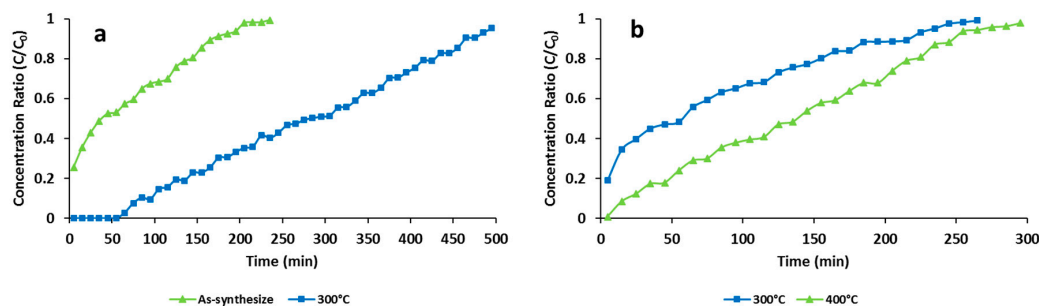 a
Concentration Ratio (C/C0)
1
0.8
0.6
0.4
0.2
0
0 50 100 150 200 250 300 350 400 450 500
Time (min)
As-synthesize 300°C
b
Concentration Ratio (C/C0)
1
0.8
0.6
0.4
0.2
0
0 50 100 150 200 250 300
Time (min)
300°C 400°C